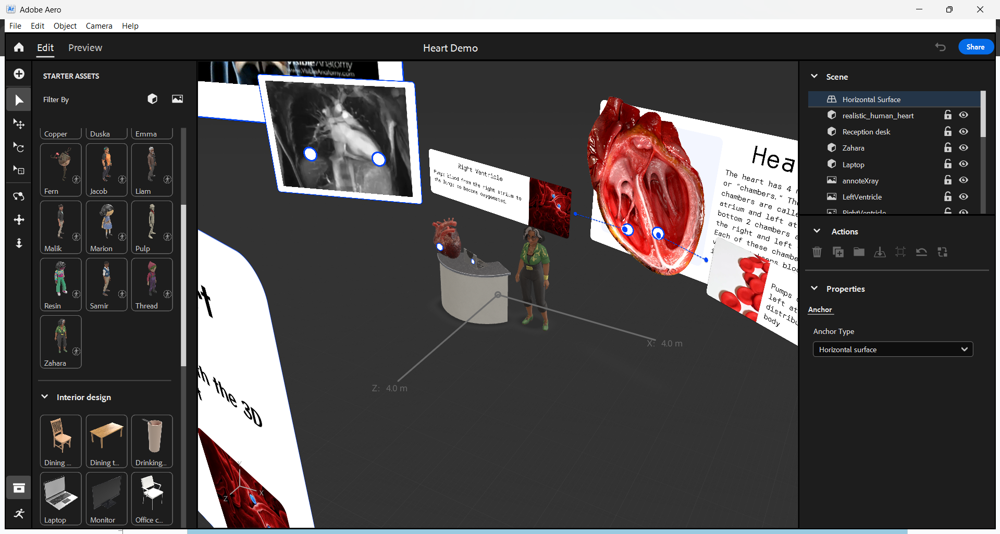 Ar Adobe Aero
File Edit Object Camera Help
Edit Preview
Heart Demo
Share
STARTER ASSETS
Filter By
Copper Duska Emma
Fern Jacob Liam
Malik Marion Pulp
Resin Samir Thread
Zahara
Interior design
Dining ... Dining t... Drinking...
Laptop Monitor Office c...
VisibleAnatomy
www.VisibleAnatomy.com
Right Ventricle
Pumps blood from the right atrium to
the lungs to become oxygenated.
Hea
The heart has 4
or "chambers." Th
chambers are calle
atrium and left at
bottom 2 chambers a
the right and left
Each of these chambe
eps bloo
Pumps
left at
distribu
body
th the 3D
X: 4.0 m
Z: 4.0 m
Y
X
Z
Scene
Horizontal Surface
realistic_human_heart
Reception desk
Zahara
Laptop
annoteXray
LeftVentricle
RightVentricle
Actions
Properties
Anchor
Anchor Type
Horizontal surface